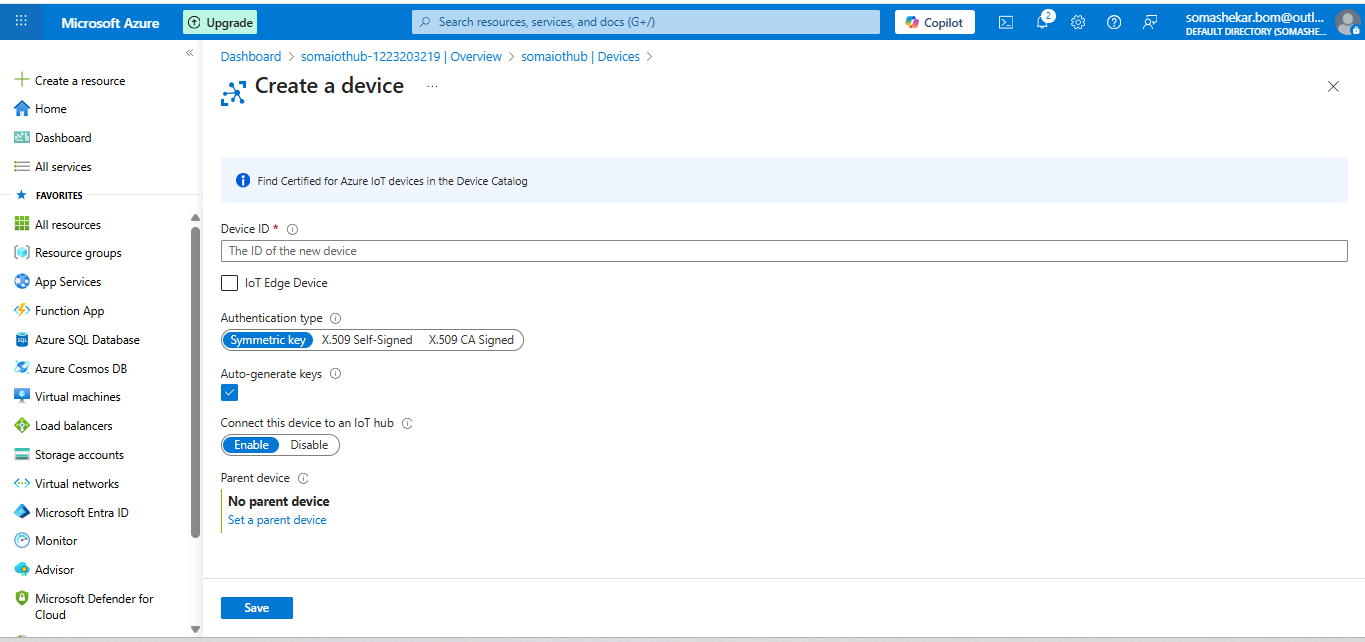 Microsoft Azure
Upgrade
Search resources, services, and docs (G+/)
Copilot
2
somashekar.bom@outl...
DEFAULT DIRECTORY (SOMASHE...
«
Create a resource
Home
Dashboard
All services
FAVORITES
All resources
Resource groups
App Services
Function App
SQL
Azure SQL Database
Azure Cosmos DB
Virtual machines
Load balancers
Storage accounts
Virtual networks
Microsoft Entra ID
Monitor
Advisor
Microsoft Defender for
Cloud
Dashboard > somaiothub-1223203219 | Overview > somaiothub | Devices >
Create a device ...
Find Certified for Azure IoT devices in the Device Catalog
Device ID *
The ID of the new device
IoT Edge Device
Authentication type
Symmetric key X.509 Self-Signed X.509 CA Signed
Auto-generate keys
Connect this device to an IoT hub
Enable Disable
Parent device
No parent device
Set a parent device
Save